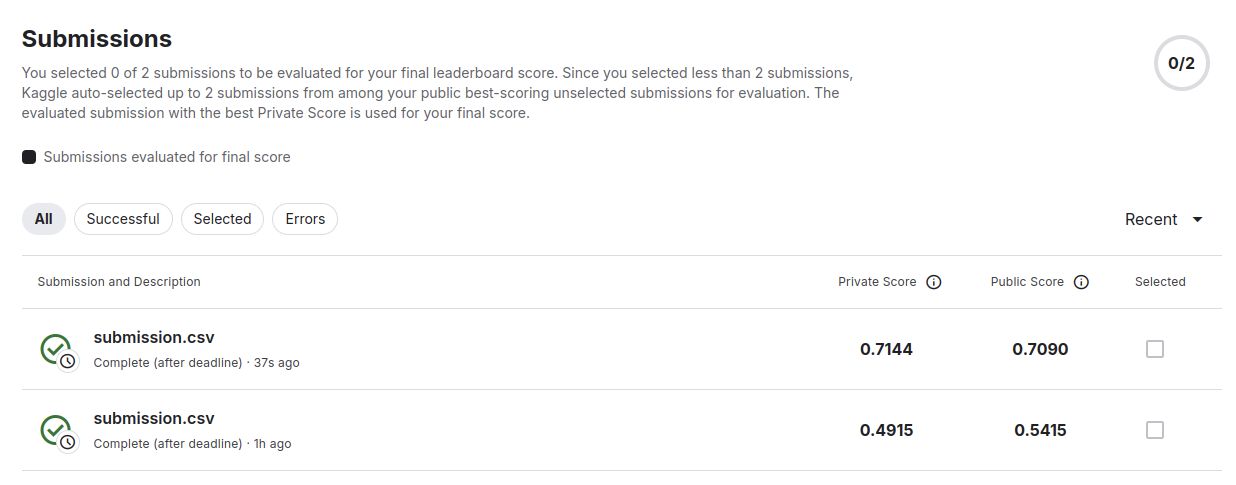 Submissions
You selected 0 of 2 submissions to be evaluated for your final leaderboard score. Since you selected less than 2 submissions,
Kaggle auto-selected up to 2 submissions from among your public best-scoring unselected submissions for evaluation. The
evaluated submission with the best Private Score is used for your final score.
0/2
Submissions evaluated for final score
All Successful Selected Errors Recent
Submission and Description Private Score Public Score Selected
submission.csv
Complete (after deadline) · 37s ago
0.7144 0.7090
submission.csv
Complete (after deadline) · 1h ago
0.4915 0.5415